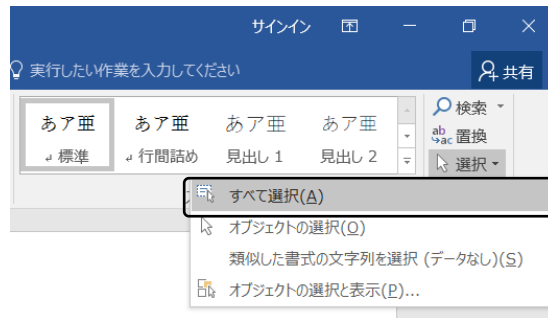 サインイン
実行したい作業を入力してください
共有
あア亜 あア亜 あア亜 あア亜
↲ 標準 ↲ 行間詰め 見出し 1 見出し 2
検索
ab
ac 置換
選択
すべて選択(A)
オブジェクトの選択(O)
類似した書式の文字列を選択 (データなし)(S)
オブジェクトの選択と表示(P)...